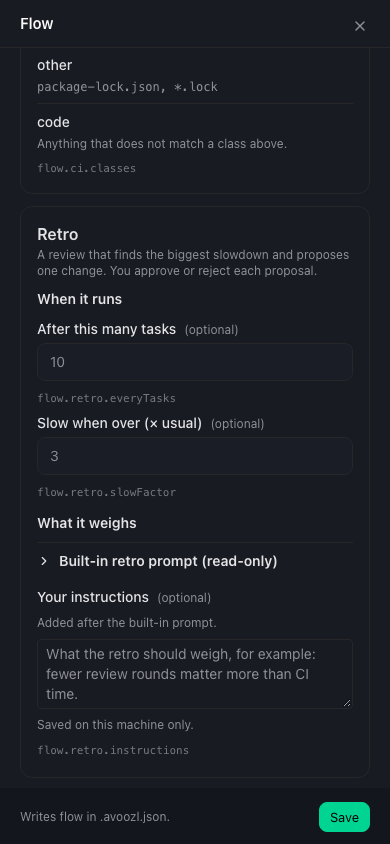 Flow
other
package-lock.json, *.lock
code
Anything that does not match a class above.
flow.ci.classes
Retro
A review that finds the biggest slowdown and proposes
one change. You approve or reject each proposal.
When it runs
After this many tasks (optional)
10
flow.retro.everyTasks
Slow when over (× usual) (optional)
3
flow.retro.slowFactor
What it weighs
Built-in retro prompt (read-only)
Your instructions (optional)
Added after the built-in prompt.
What the retro should weigh, for example:
fewer review rounds matter more than CI
time.
Saved on this machine only.
flow.retro.instructions
Writes flow in .avoozl.json.
Save